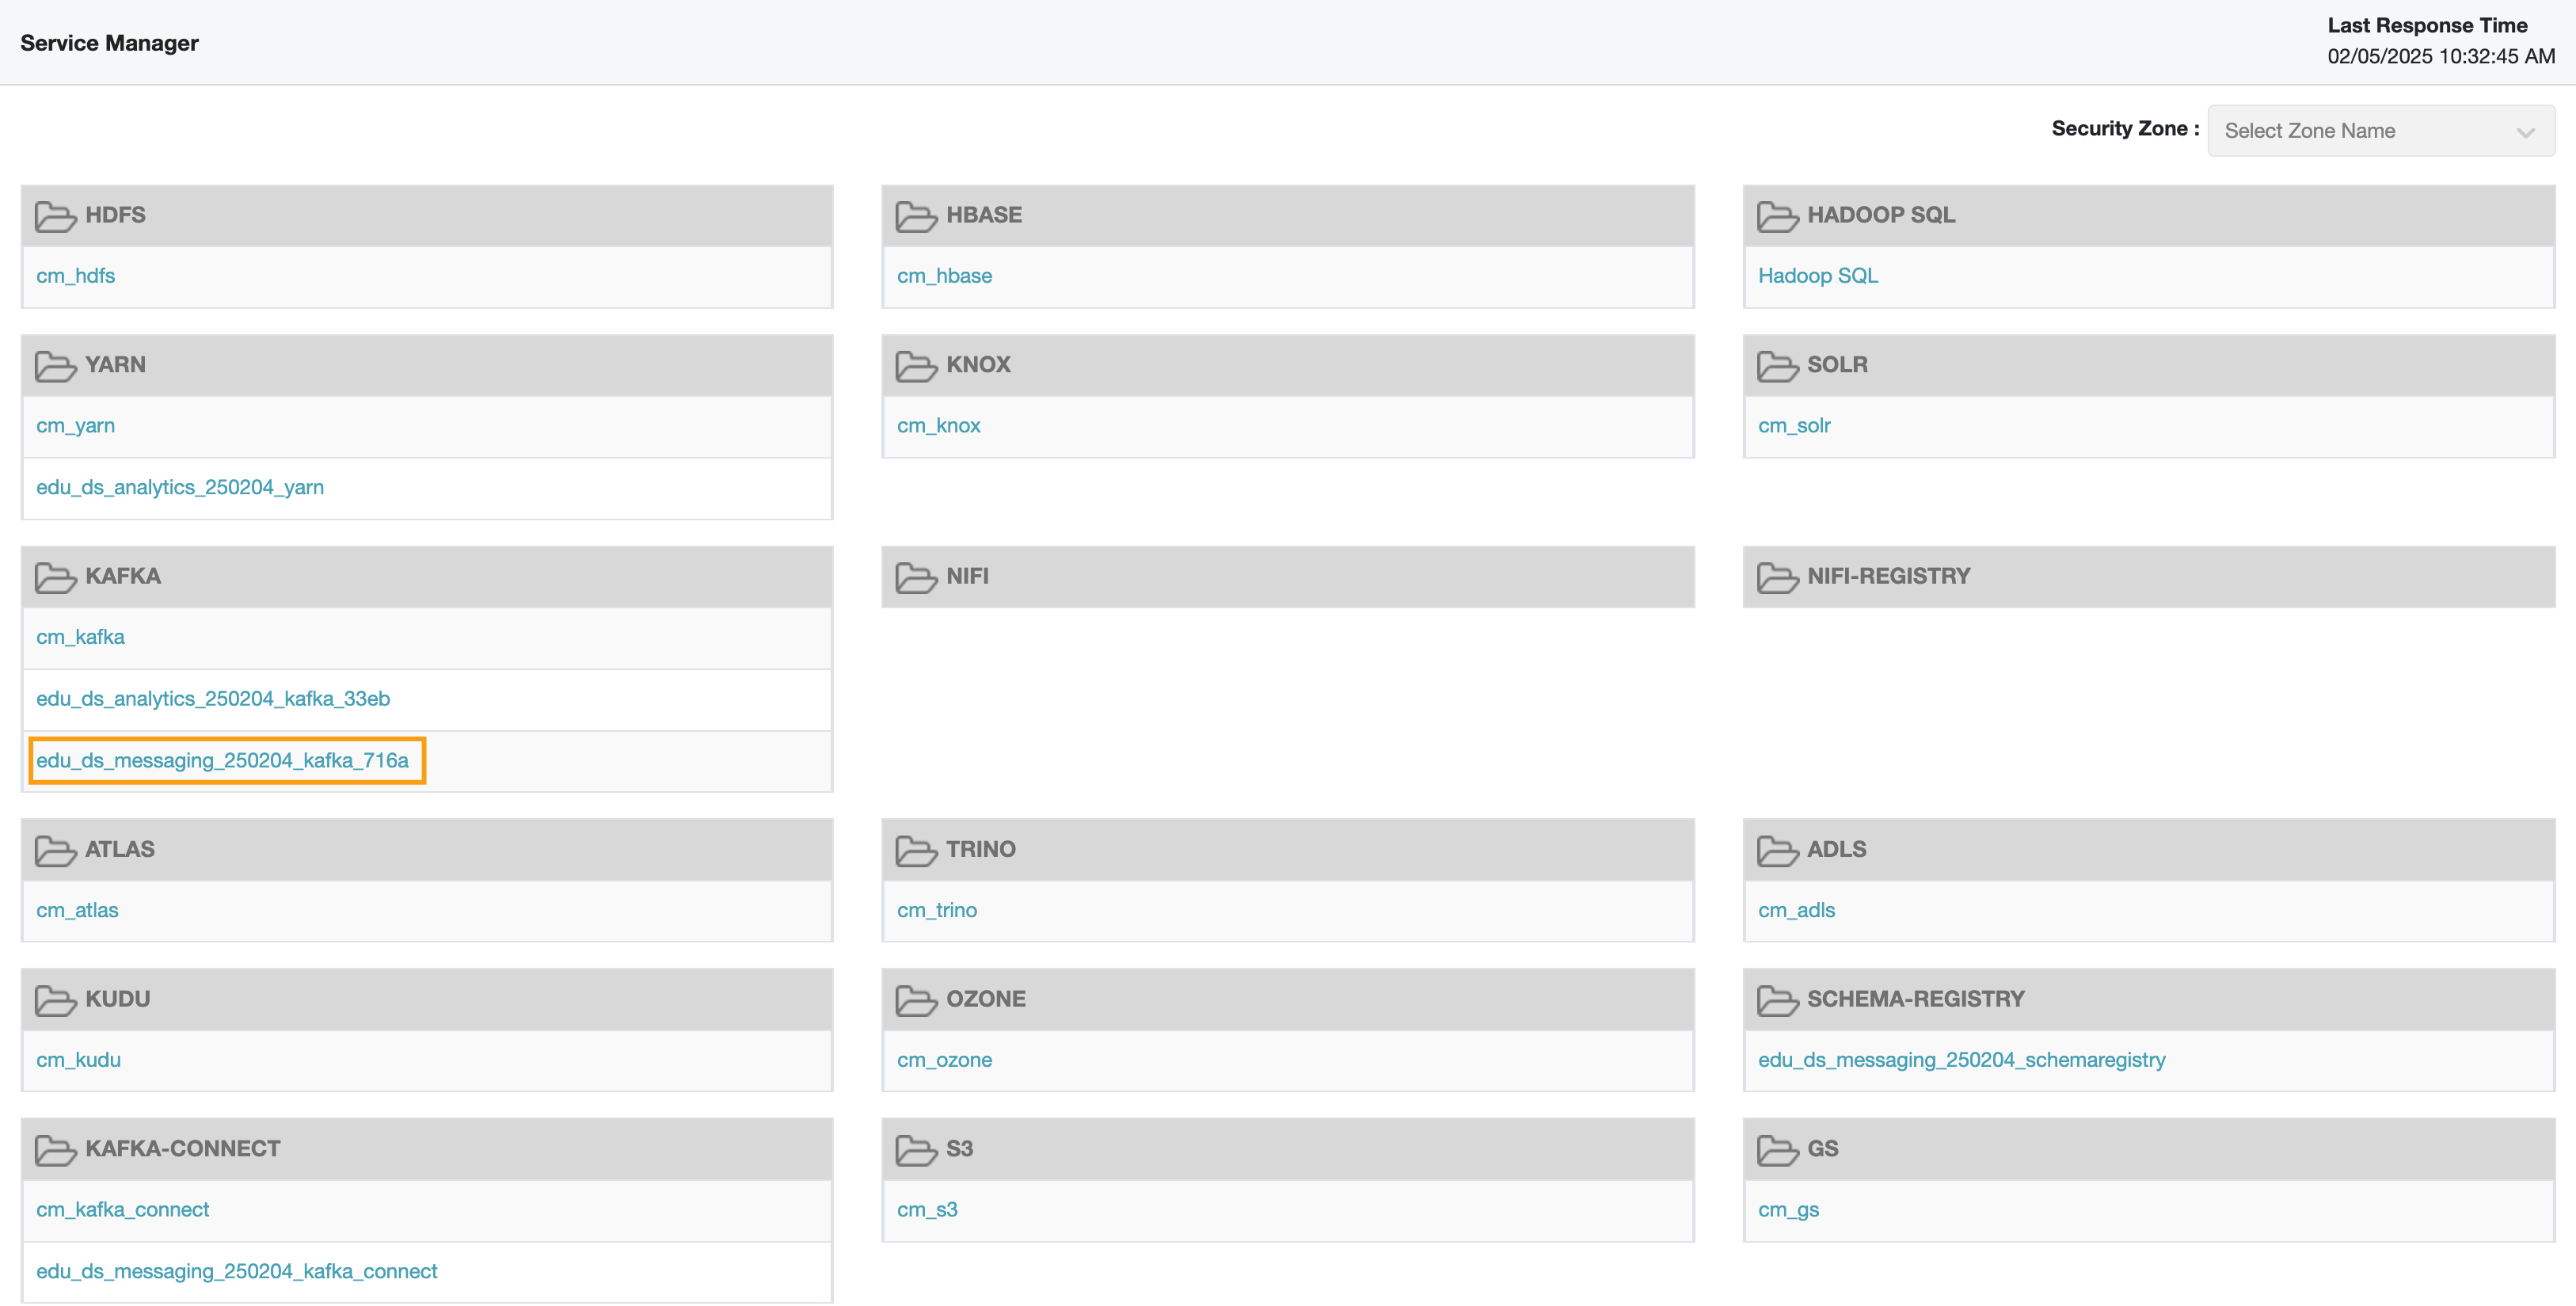 Service Manager
Last Response Time
02/05/2025 10:32:45 AM
Security Zone :
Select Zone Name
HDFS
cm_hdfs
HBASE
cm_hbase
HADOOP SQL
Hadoop SQL
YARN
cm_yarn
edu_ds_analytics_250204_yarn
KNOX
cm_knox
SOLR
cm_solr
KAFKA
cm_kafka
edu_ds_analytics_250204_kafka_33eb
edu_ds_messaging_250204_kafka_716a
NIFI
NIFI-REGISTRY
ATLAS
cm_atlas
TRINO
cm_trino
ADLS
cm_adls
KUDU
cm_kudu
OZONE
cm_ozone
SCHEMA-REGISTRY
edu_ds_messaging_250204_schemaregistry
KAFKA-CONNECT
cm_kafka_connect
edu_ds_messaging_250204_kafka_connect
S3
cm_s3
GS
cm_gs